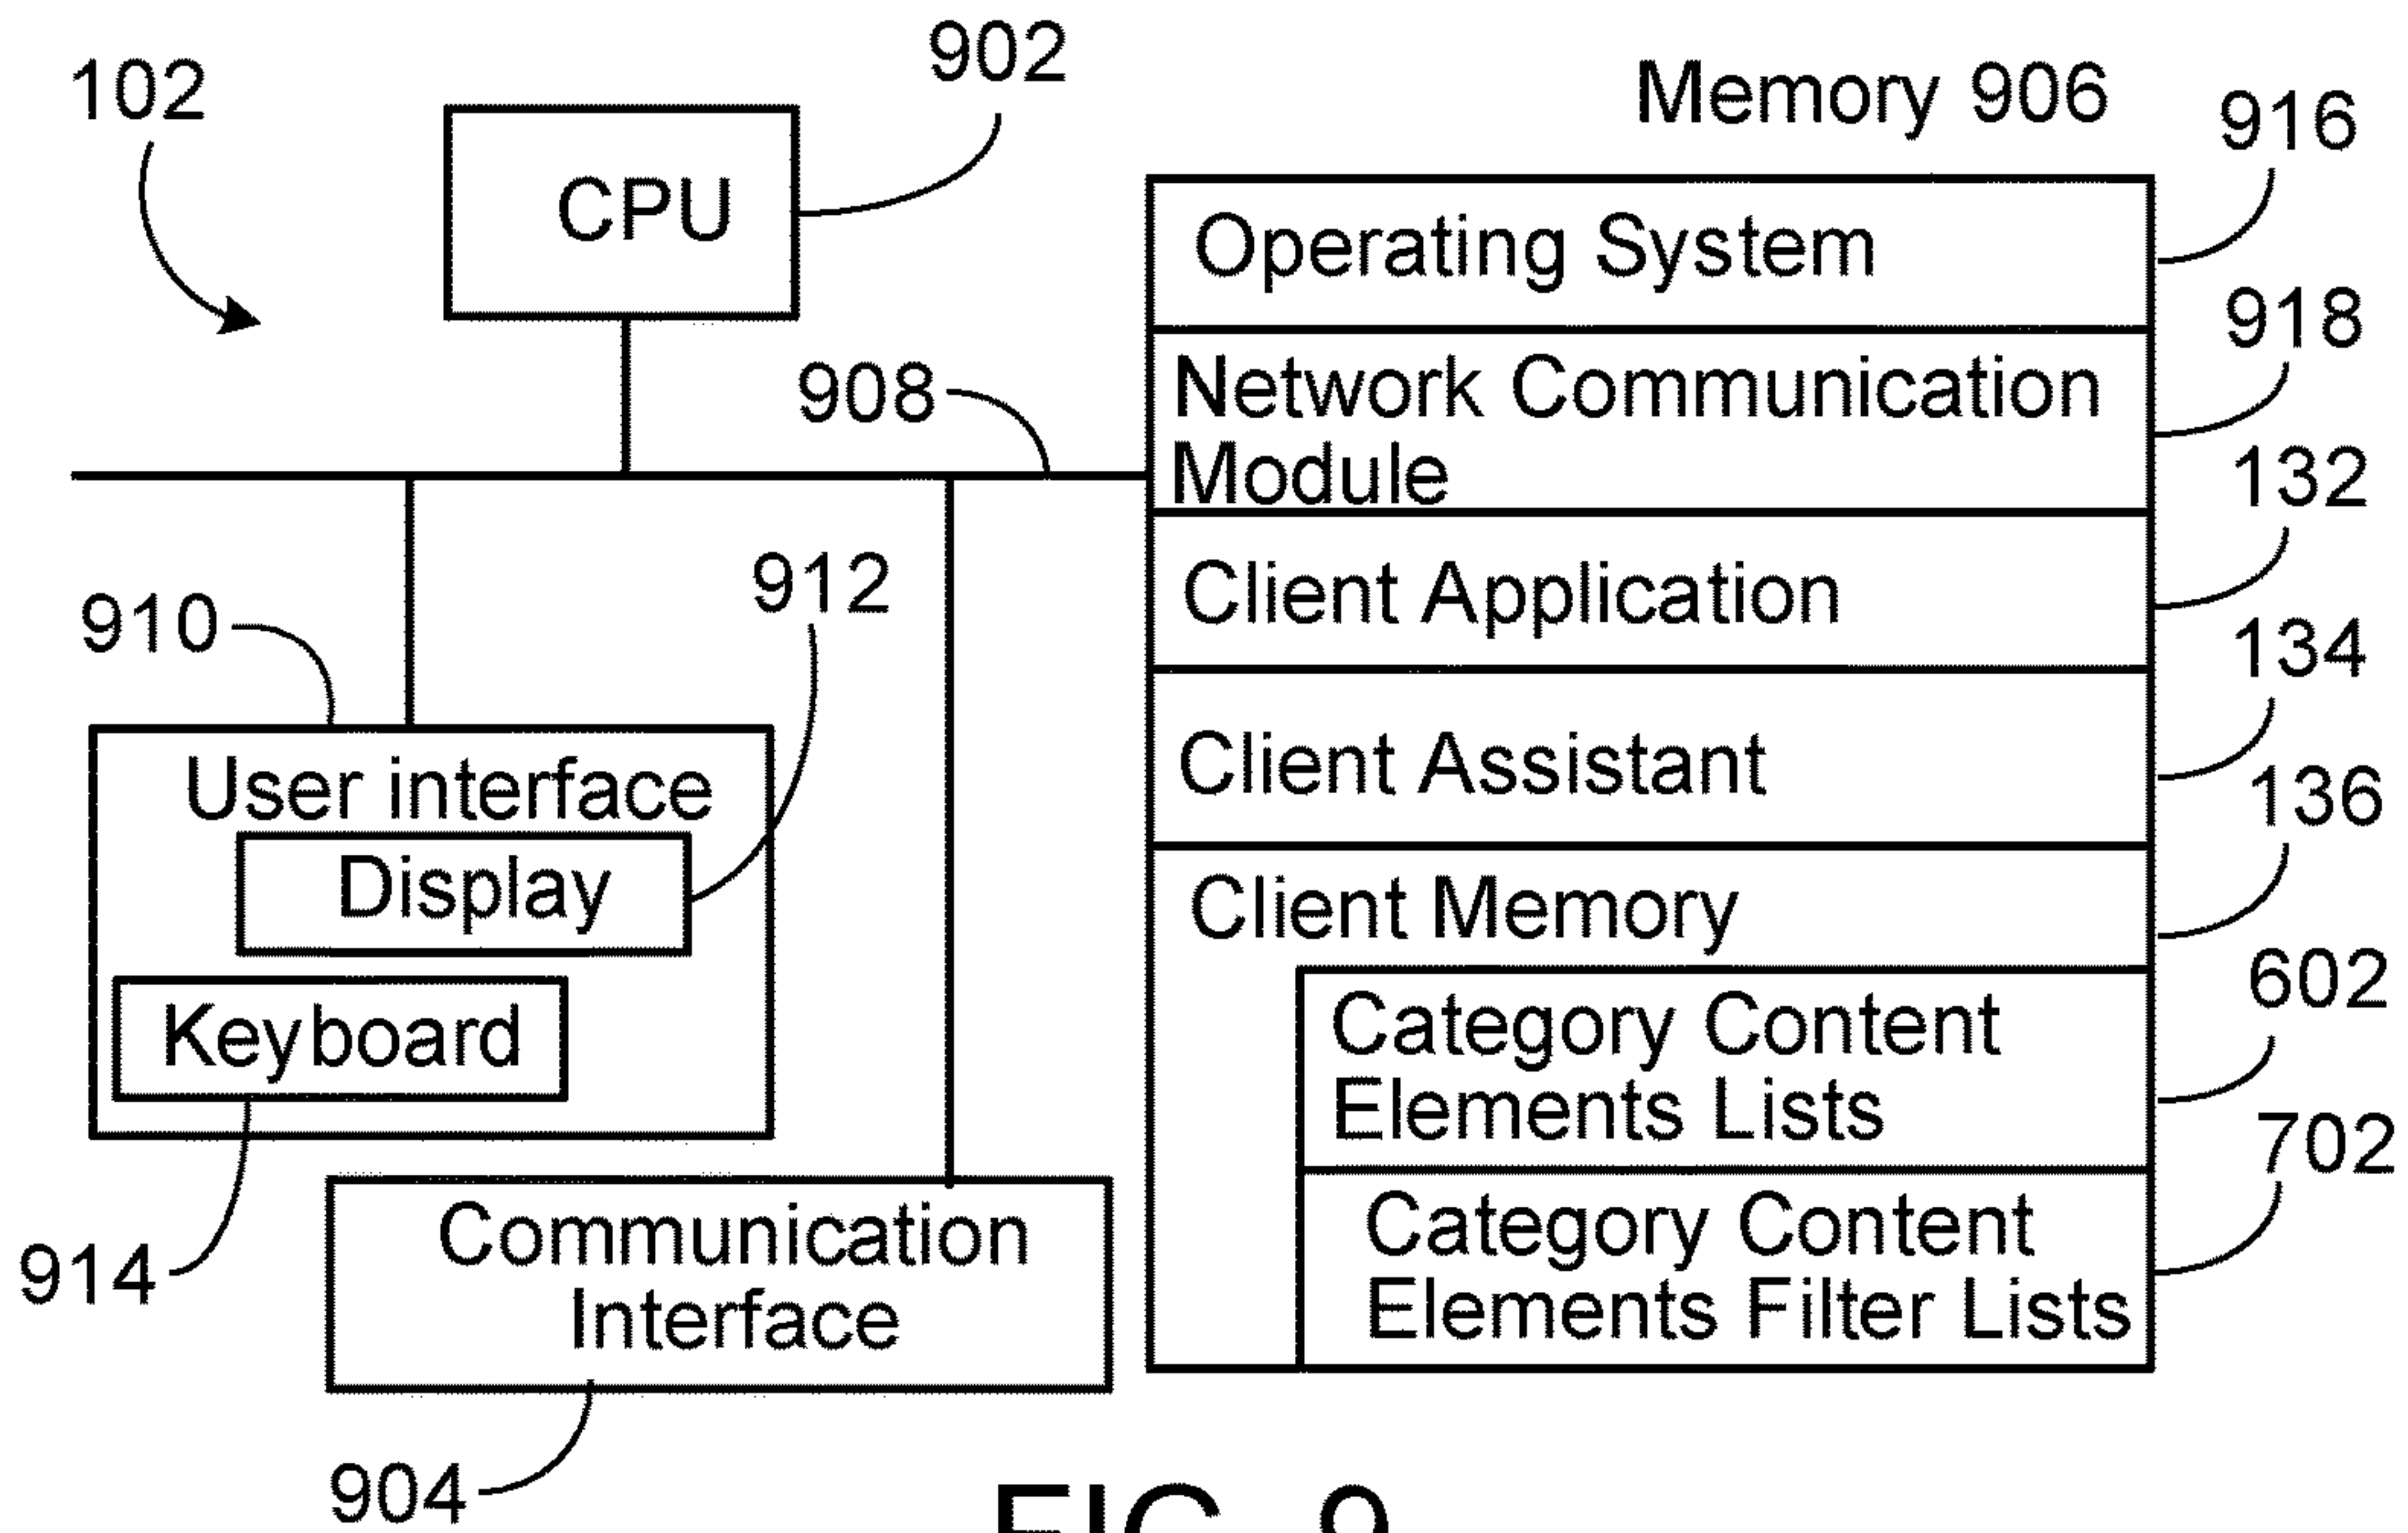 102
902
CPU
908
910
912
User interface
Display
Keyboard
914
Communication
Interface
904
Memory 906
Operating System
916
Network Communication
Module
918
Client Application
132
Client Assistant
134
Client Memory
136
Category Content
Elements Lists
602
Category Content
Elements Filter Lists
702
FIG. 9